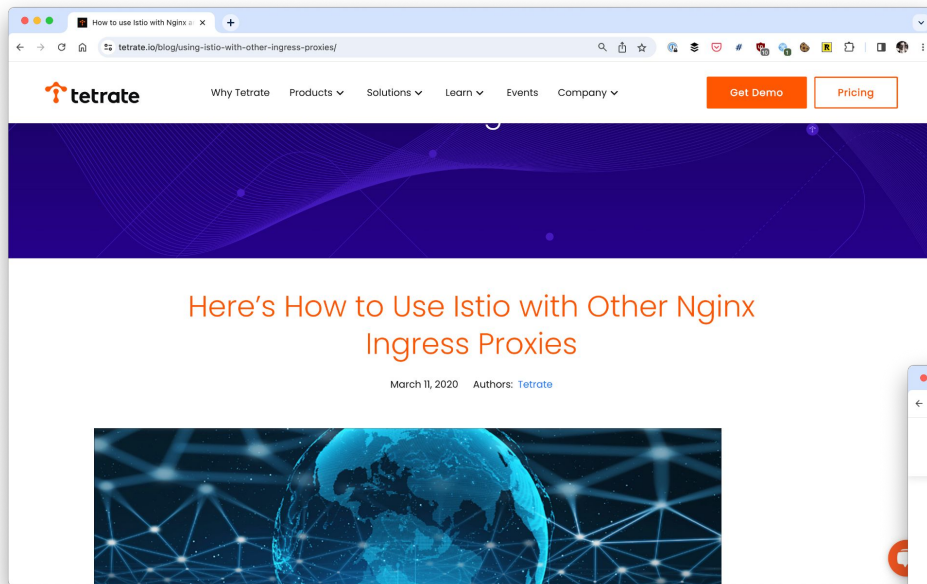 How to use Istio with Nginx a
tetrate.io/blog/using-istio-with-other-ingress-proxies/
tetrate
Why Tetrate Products Solutions Learn Events Company Get Demo Pricing
Here's How to Use Istio with Other Nginx
Ingress Proxies
March 11, 2020 Authors: Tetrate